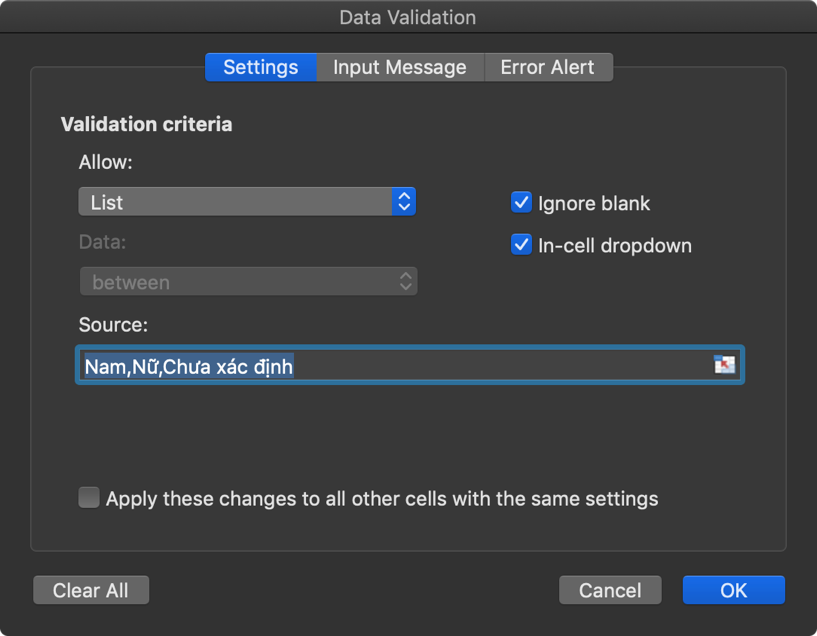 Data Validation
Settings Input Message Error Alert
Validation criteria
Allow:
List
Ignore blank
Data:
In-cell dropdown
between
Source:
Nam,Nữ,Chưa xác định
Apply these changes to all other cells with the same settings
Clear All Cancel OK